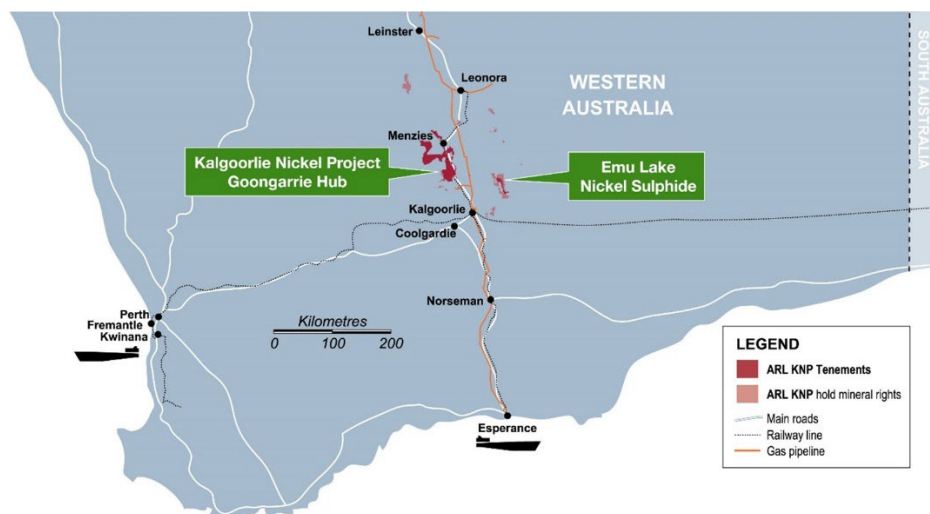 Leinster
Leonora
WESTERN
AUSTRALIA
SOUTH AUSTRALIA
Menzies
Kalgoorlie Nickel Project
Goongarrie Hub
Emu Lake
Nickel Sulphide
Kalgoorlie
Coolgardie
Norseman
Perth
Fremantle
Kwinana
Kilometres
0 100 200
Esperance
LEGEND
ARL KNP Tenements
ARL KNP hold mineral rights
Main roads
Railway line
Gas pipeline